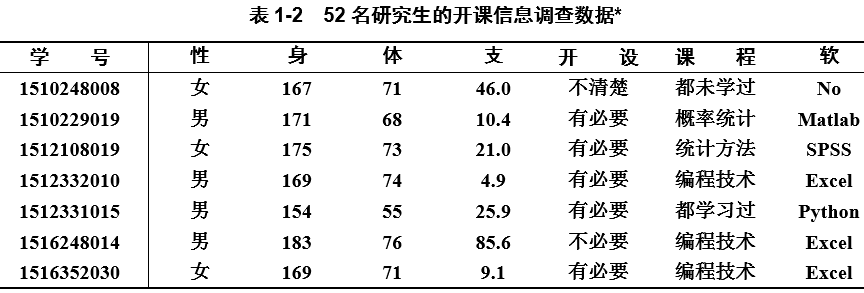 表 1-2 52 名研究生的开课信息调查数据*
学 号 性 身 体 支 开 设 课 程 软
1510248008 女 167 71 46.0 不清楚 都未学过 No
1510229019 男 171 68 10.4 有必要 概率统计 Matlab
1512108019 女 175 73 21.0 有必要 统计方法 SPSS
1512332010 男 169 74 4.9 有必要 编程技术 Excel
1512331015 男 154 55 25.9 有必要 都学习过 Python
1516248014 男 183 76 85.6 不必要 编程技术 Excel
1516352030 女 169 71 9.1 有必要 编程技术 Excel